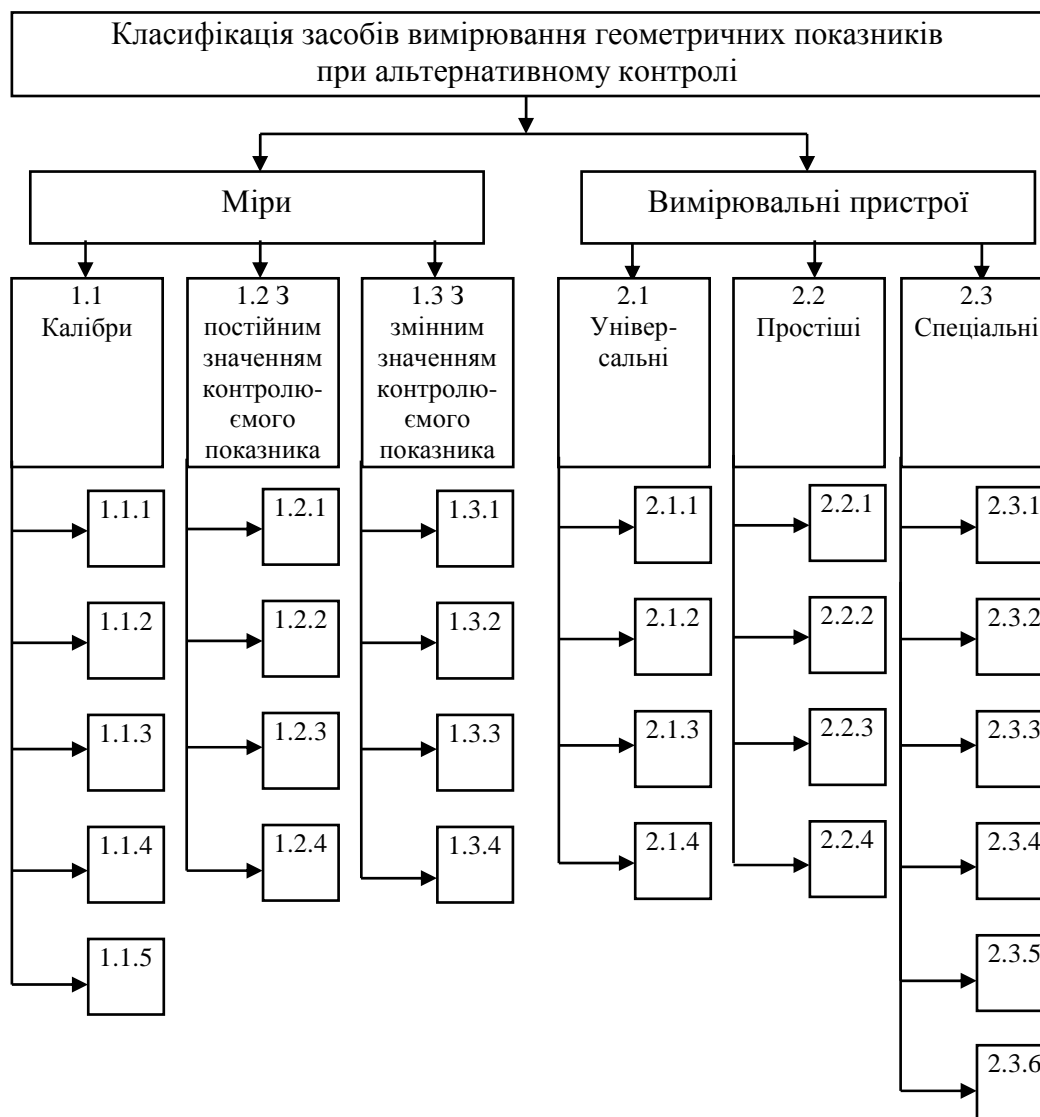 Класифікація засобів вимірювання геометричних показників
при альтернативному контролі
Міри
Вимірювальні пристрої
1.1
Калібри
1.2 З
постійним
значенням
контролю-
ємого
показника
1.3 З
змінним
значенням
контролю-
ємого
показника
2.1
Універ-
сальні
2.2
Простіші
2.3
Спеціальні
1.1.1
1.1.2
1.1.3
1.1.4
1.1.5
1.2.1
1.2.2
1.2.3
1.2.4
1.3.1
1.3.2
1.3.3
1.3.4
2.1.1
2.1.2
2.1.3
2.1.4
2.2.1
2.2.2
2.2.3
2.2.4
2.3.1
2.3.2
2.3.3
2.3.4
2.3.5
2.3.6